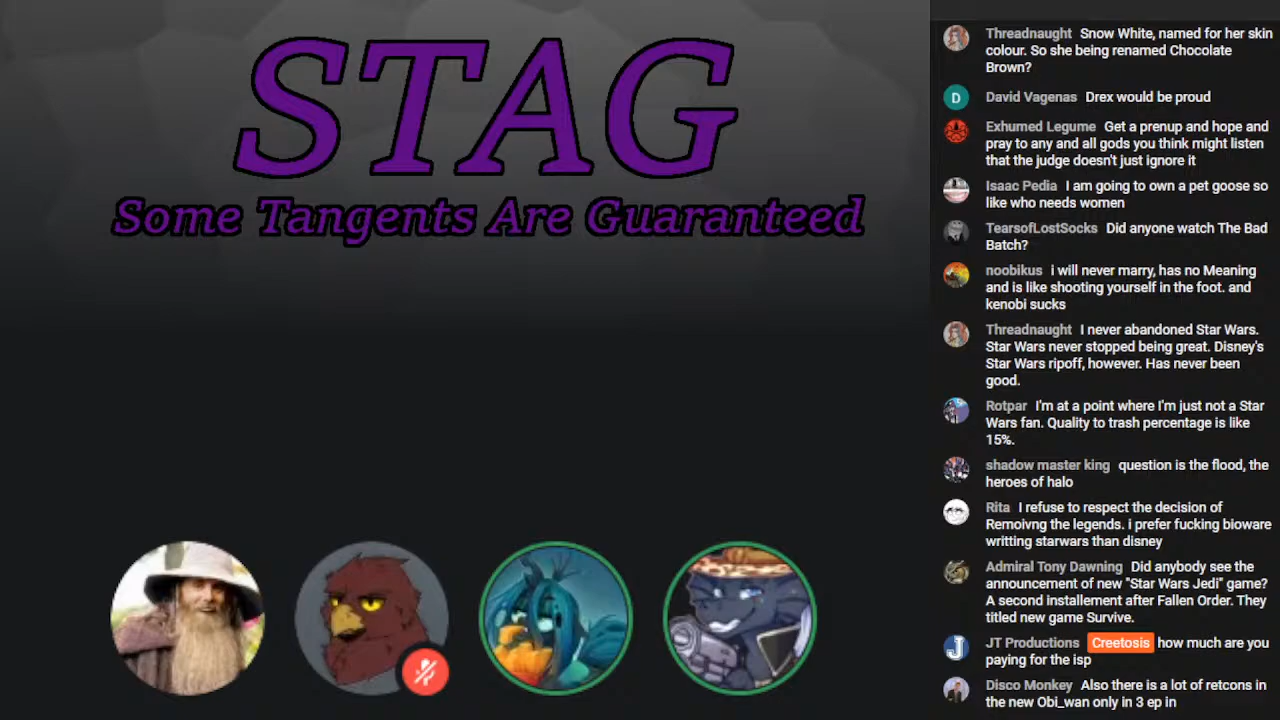 STAG
Some Tangents Are Guaranteed
Threadnaught Snow White, named for her skin
colour. So she being renamed Chocolate
Brown?
D David Vagenas Drex would be proud
Exhumed Legume Get a prenup and hope and
pray to any and all gods you think might listen
that the judge doesn't just ignore it
Isaac Pedia I am going to own a pet goose so
like who needs women
TearsofLostSocks Did anyone watch The Bad
Batch?
noobikus i will never marry, has no Meaning
and is like shooting yourself in the foot. and
kenobi sucks
Threadnaught I never abandoned Star Wars.
Star Wars never stopped being great. Disney's
Star Wars ripoff, however. Has never been
good.
Rotpar I'm at a point where I'm just not a Star
Wars fan. Quality to trash percentage is like
15%.
shadow master king question is the flood, the
heroes of halo
Rita I refuse to respect the decision of
Remoivng the legends. i prefer fucking bioware
writting starwars than disney
Admiral Tony Dawning Did anybody see the
announcement of new "Star Wars Jedi" game?
A second installement after Fallen Order. They
titled new game Survive.
J JT Productions Creetosis how much are you
paying for the isp
Disco Monkey Also there is a lot of retcons in
the new Obi_wan only in 3 ep in